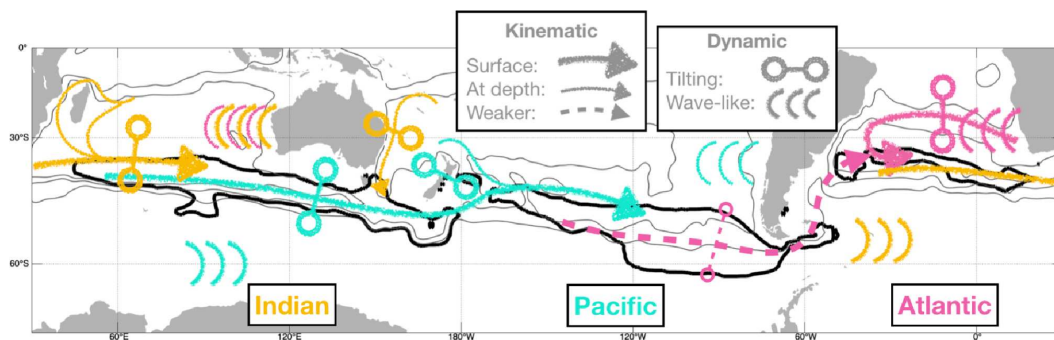 Kinematic
Surface:
At depth:
Weaker:
Dynamic
Tilting:
Wave-like:
0°
30°S
60°S
Indian
Pacific
Atlantic
60°E
120°E
180°W
120°W
60°W
0°